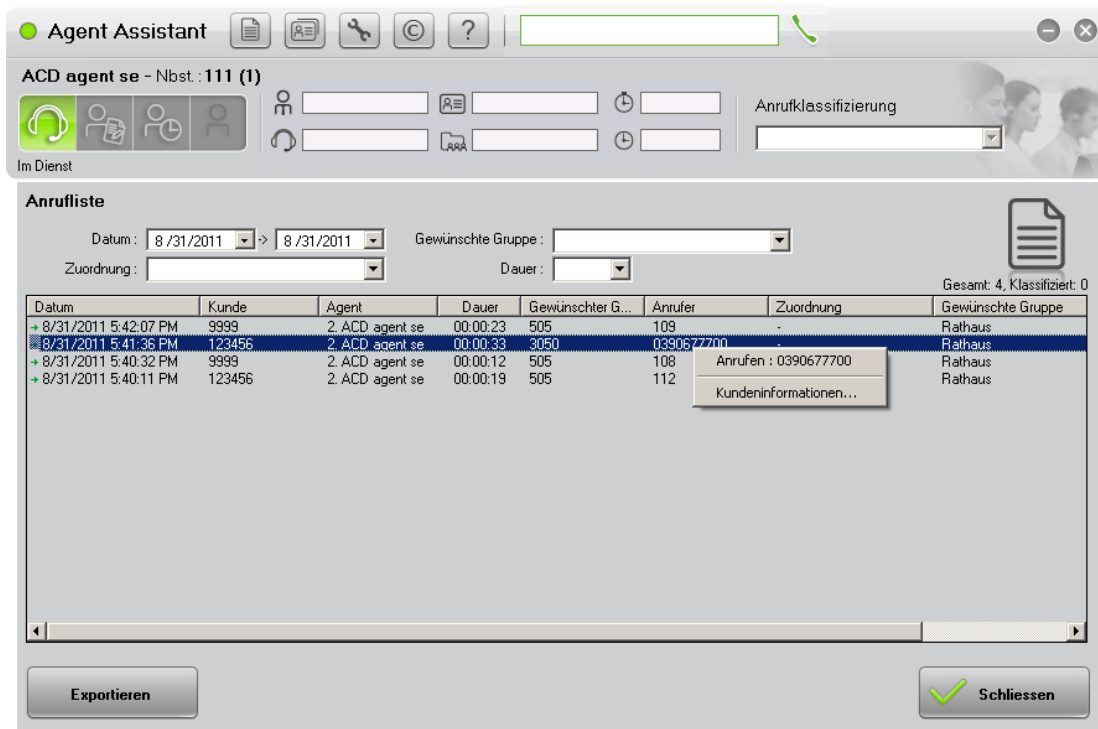 Agent Assistant © ?
ACD agent se - Nbst. : 111 (1)
Anrufklassifizierung
Im Dienst
Anrufliste
Datum : 8 /31/2011 -> 8 /31/2011 Gewünschte Gruppe :
Zuordnung : Dauer :
Gesamt: 4, Klassifiziert: 0
Datum Kunde Agent Dauer Gewünschter G... Anrufer Zuordnung Gewünschte Gruppe
8/31/2011 5:42:07 PM 9999 2. ACD agent se 00:00:23 505 109 - Rathaus
8/31/2011 5:41:36 PM 123456 2. ACD agent se 00:00:33 3050 0390677700 - Rathaus
8/31/2011 5:40:32 PM 9999 2. ACD agent se 00:00:12 505 108 Rathaus
8/31/2011 5:40:11 PM 123456 2. ACD agent se 00:00:19 505 112 Rathaus
Anrufen : 0390677700
Kundeninformationen...
Exportieren
Schliessen